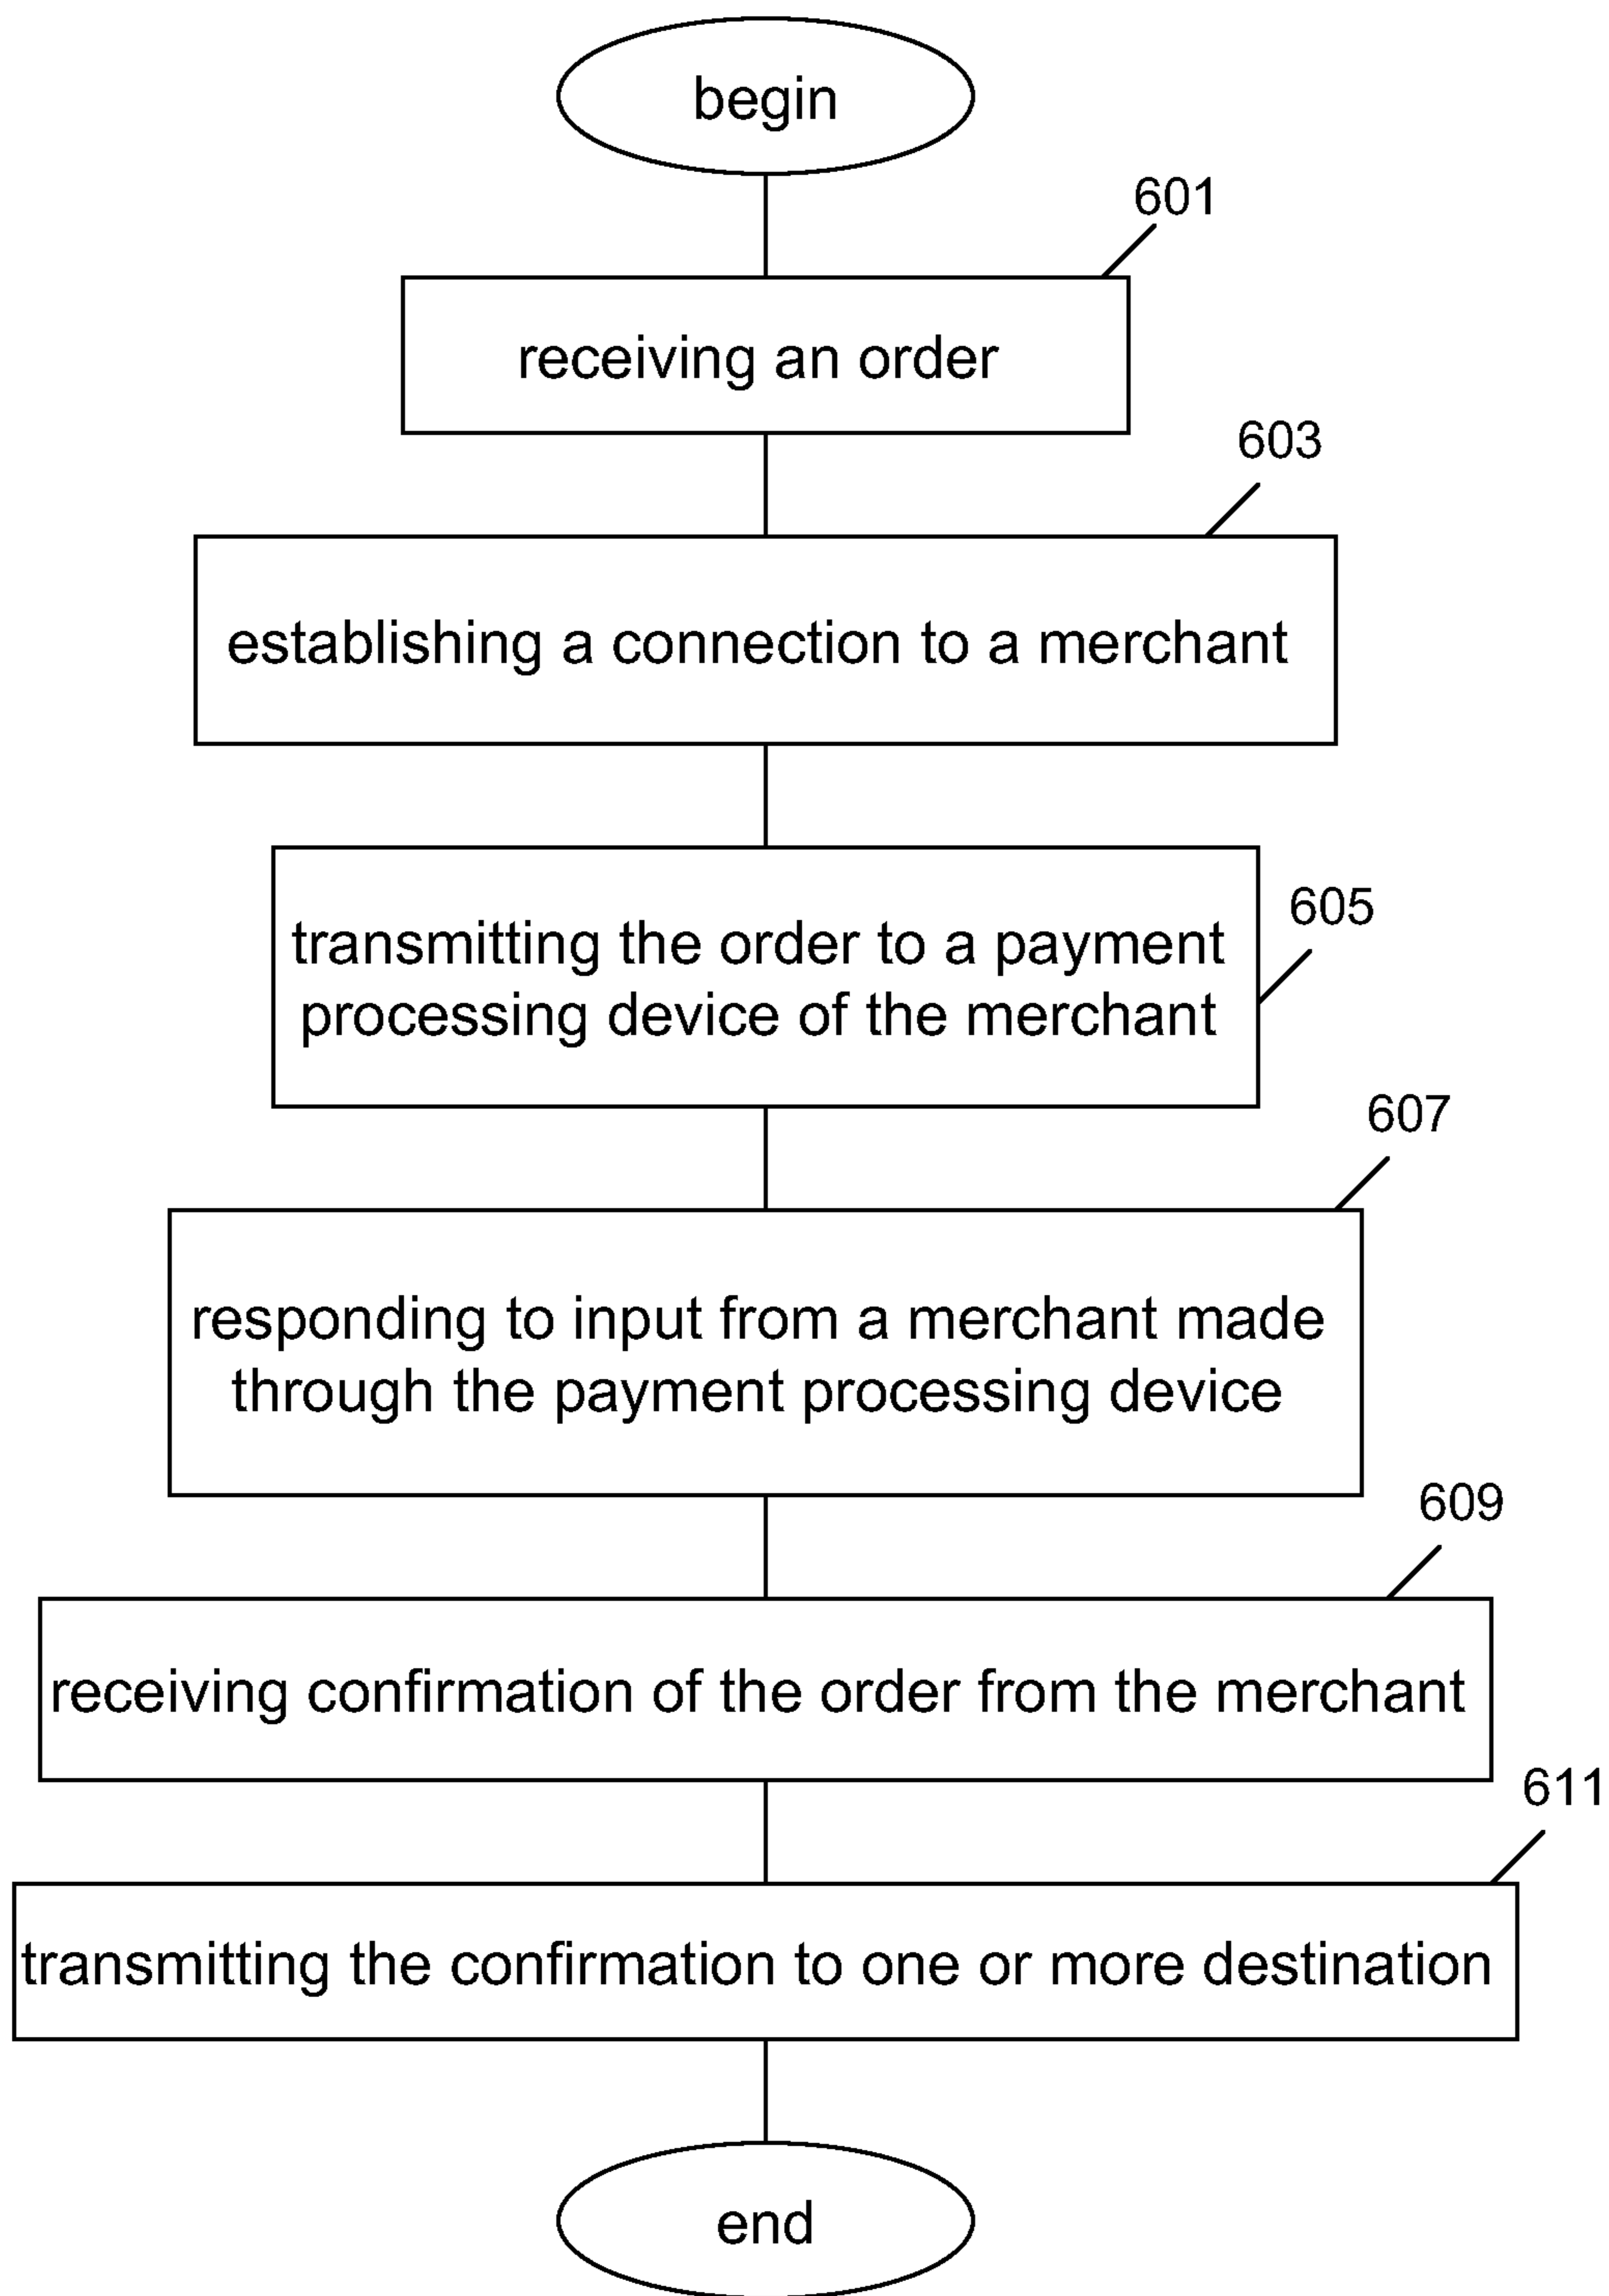 begin
601
receiving an order
603
establishing a connection to a merchant
605
transmitting the order to a payment
processing device of the merchant
607
responding to input from a merchant made
through the payment processing device
609
receiving confirmation of the order from the merchant
611
transmitting the confirmation to one or more destination
end